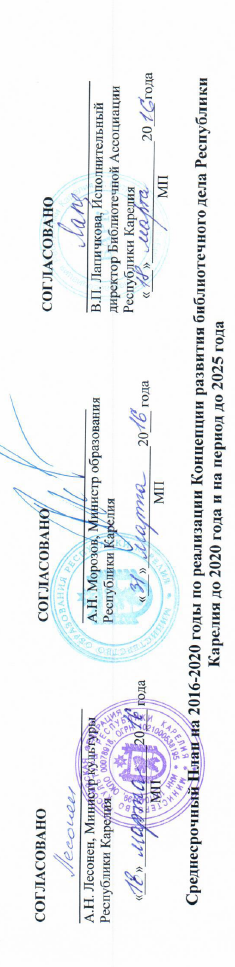 СОГЛАСОВАНО
Лесонен
А.Н. Лесонен, Министр культуры
Республики Карелия
«18» марта 2016 года
МП
СОГЛАСОВАНО
А.Н. Морозов, Министр образования
Республики Карелия
«31» марта 2016 года
МП
СОГЛАСОВАНО
Лап
В.П. Лапичкова, Исполнительный
директор Библиотечной Ассоциации
Республики Карелия
«18» марта 2016 года
МП
Среднесрочный План на 2016-2020 годы по реализации Концепции развития библиотечного дела Республики
Карелия до 2020 года и на период до 2025 года